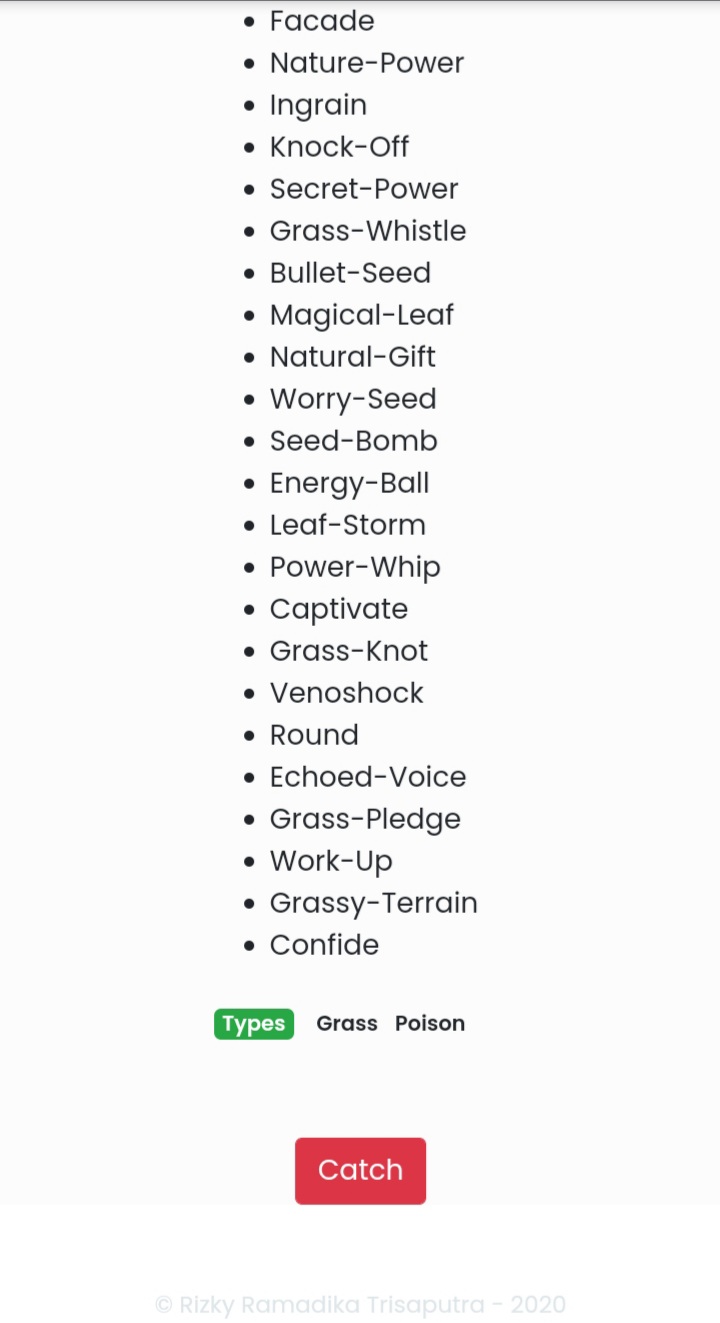 Facade
Nature-Power
Ingrain
Knock-Off
Secret-Power
Grass-Whistle
Bullet-Seed
Magical-Leaf
Natural-Gift
Worry-Seed
Seed-Bomb
Energy-Ball
Leaf-Storm
Power-Whip
Captivate
Grass-Knot
Venoshock
Round
Echoed-Voice
Grass-Pledge
Work-Up
Grassy-Terrain
Confide
Types Grass Poison
Catch
© Rizky Ramadika Trisaputra - 2020